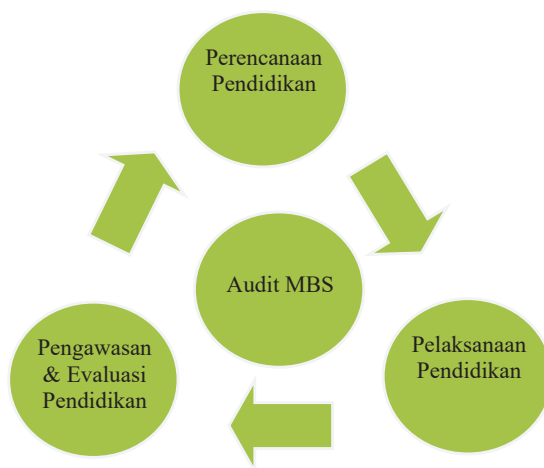 Perencanaan
Pendidikan
Audit MBS
Pengawasan
& Evaluasi
Pendidikan
Pelaksanaan
Pendidikan